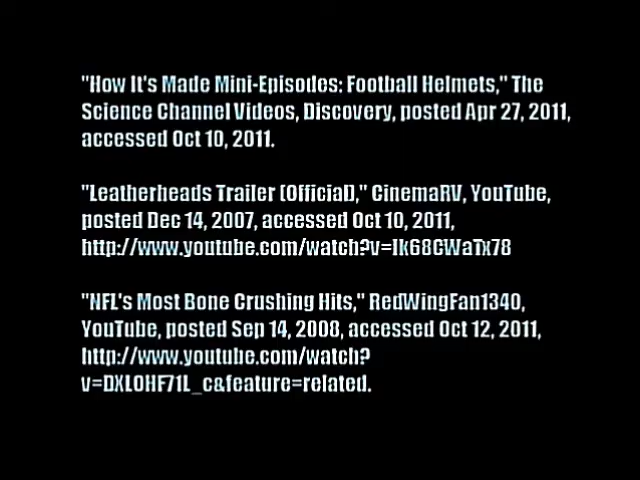 "How It's Made Mini-Episodes: Football Helmets," The
Science Channel Videos, Discovery, posted Apr 27, 2011,
accessed Oct 10, 2011.
"Leatherheads Trailer (Official)," CinemaRV, YouTube,
posted Dec 14, 2007, accessed Oct 10, 2011,
http://www.youtube.com/watch?v=Ik68GWaTx78
"NFL's Most Bone Crushing Hits," RedWingFan1340,
YouTube, posted Sep 14, 2008, accessed Oct 12, 2011,
http://www.youtube.com/watch?
v=DXLOHF71L_c&feature=related.